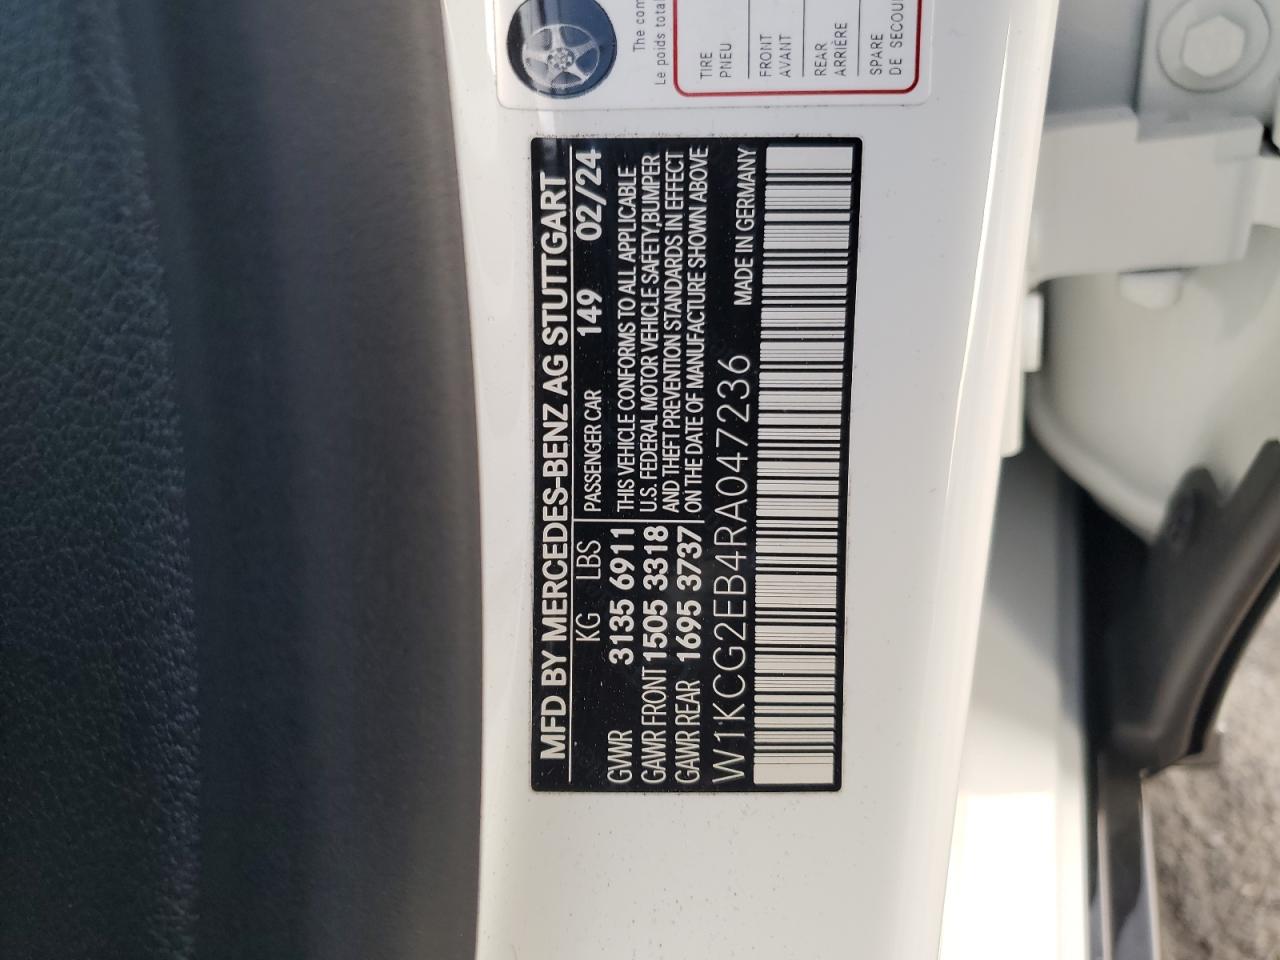 MFD BY MERCEDES-BENZ AG STUTTGART
KG LBS PASSENGER CAR 149 02/24
GVWR 3135 6911
GAWR FRONT 1505 3318
GAWR REAR 1695 3737
THIS VEHICLE CONFORMS TO ALL APPLICABLE
U.S. FEDERAL MOTOR VEHICLE SAFETY,BUMPER
AND THEFT PREVENTION STANDARDS IN EFFECT
ON THE DATE OF MANUFACTURE SHOWN ABOVE
W1KCG2EB4RA047236 MADE IN GERMANY
The com
Le poids total
TIRE
PNEU
FRONT
AVANT
REAR
ARRIÈRE
SPARE
DE SECOU